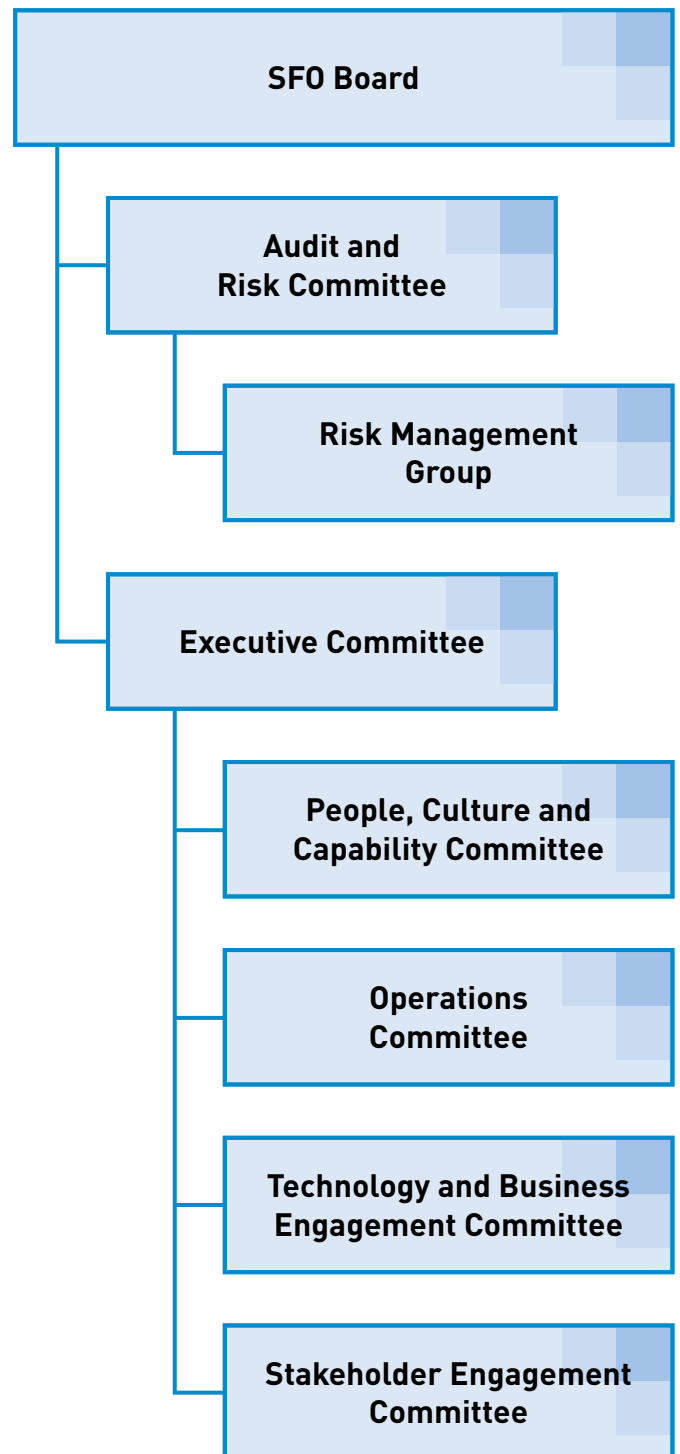 SFO Board
Audit and
Risk Committee
Risk Management
Group
Executive Committee
People, Culture and
Capability Committee
Operations
Committee
Technology and Business
Engagement Committee
Stakeholder Engagement
Committee